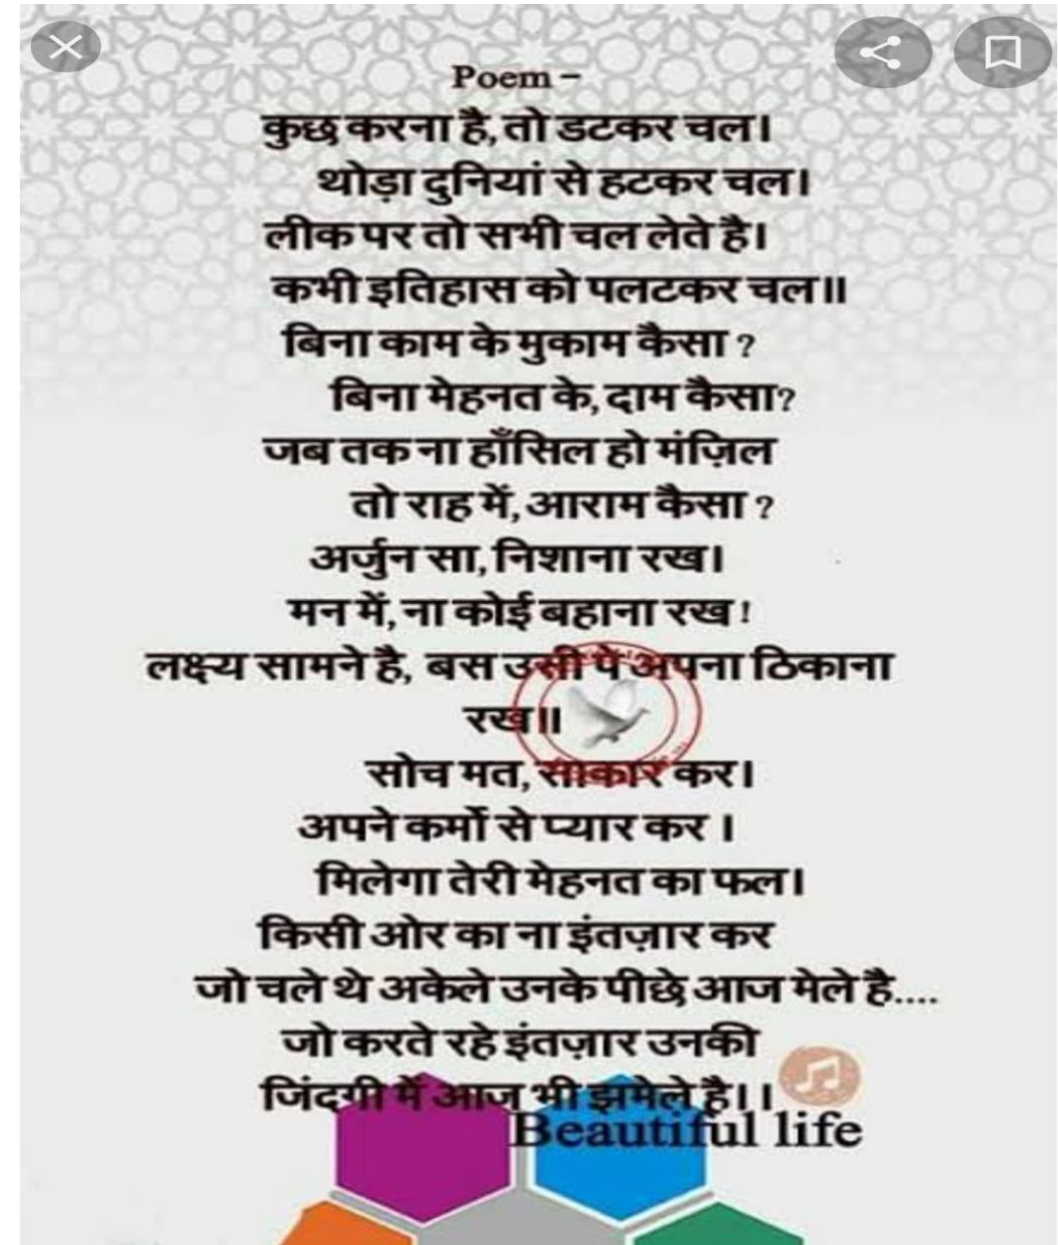 Poem –
कुछ करना है, तो डटकर चल।
थोड़ा दुनियां से हटकर चल।
लीक पर तो सभी चल लेते है।
कभी इतिहास को पलटकर चल॥
बिना काम के मुकाम कैसा ?
बिना मेहनत के, दाम कैसा?
जब तक ना हाँसिल हो मंज़िल
तो राह में, आराम कैसा ?
अर्जुन सा, निशाना रख।
मन में, ना कोई बहाना रख !
लक्ष्य सामने है, बस उसी पे अपना ठिकाना
रख॥
सोच मत, साकार कर।
अपने कर्मो से प्यार कर ।
मिलेगा तेरी मेहनत का फल।
किसी ओर का ना इंतज़ार कर
जो चले थे अकेले उनके पीछे आज मेले है....
जो करते रहे इंतज़ार उनकी
जिंदगी में आज भी झमेले है।।
Beautiful life